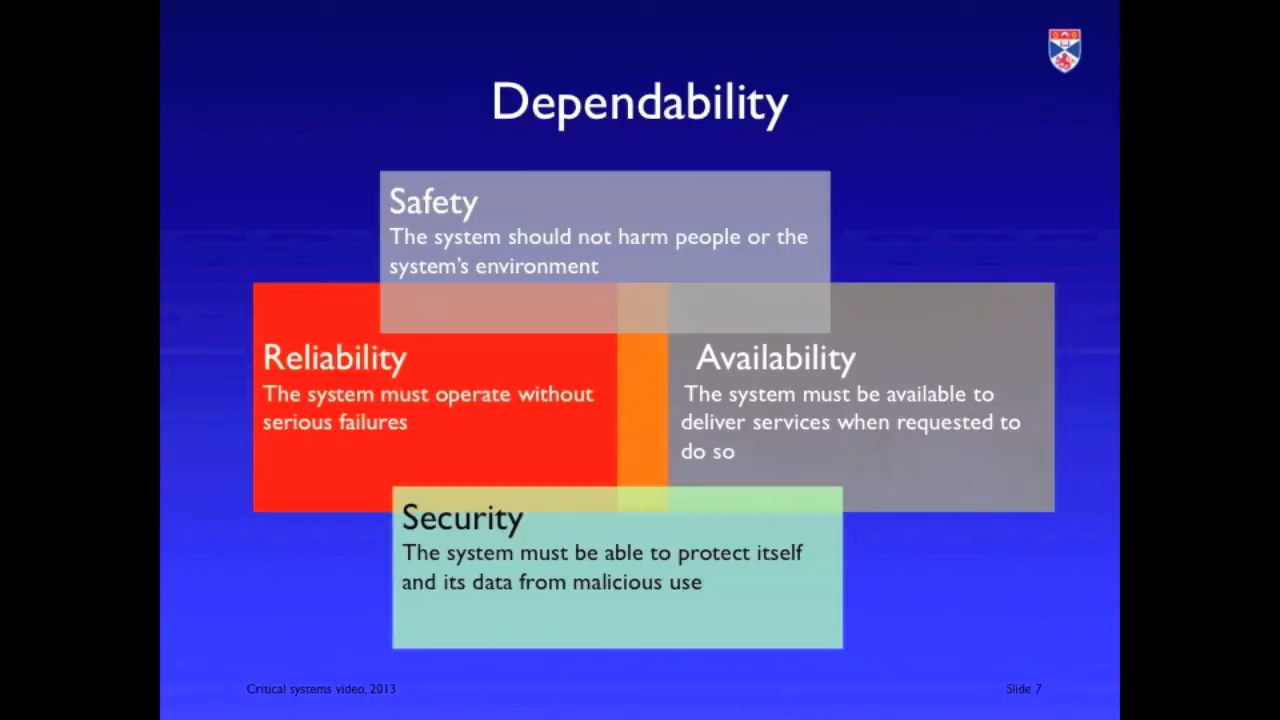 Dependability
Safety
The system should not harm people or the
system's environment
Reliability
The system must operate without
serious failures
Availability
The system must be available to
deliver services when requested to
do so
Security
The system must be able to protect itself
and its data from malicious use
Critical systems video, 2013
Slide 7